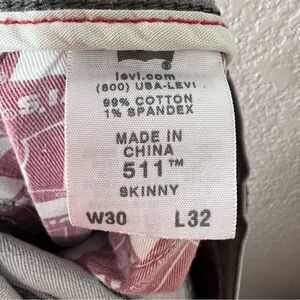 levi.com
(800) USA-LEVI
99% COTTON
1% SPANDEX
MADE IN
CHINA
511™
SKINNY
W30 L32